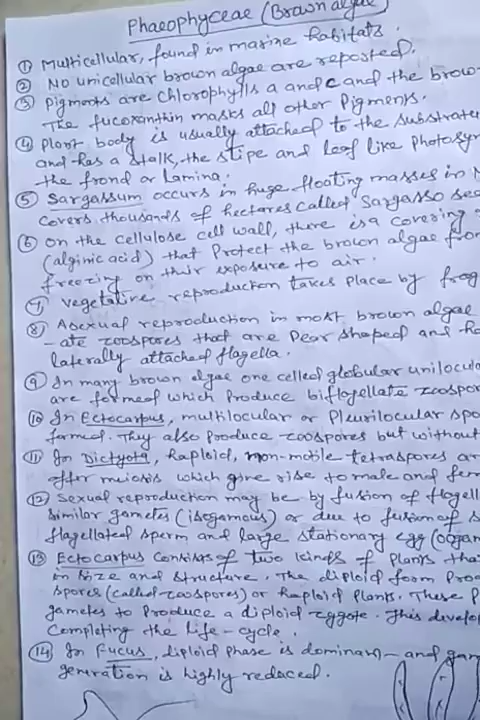 Phaeophyceae (Brown algae)
① Multicellular, found in marine habitats.
② No unicellular brown algae are reported.
③ Pigments are chlorophylls a and c and the brow
The fucoxanthin masks all other Pigments.
④ Plant body is usually attached to the substratu
and has a stalk, the stipe and leaf like Photosyn
the frond or lamina.
⑤ Sargassum occurs in huge floating masses in
covers thousands of hectares called Sargasso sea
⑥ on the cellulose cell wall, there is a covering
(alginic acid) that Protect the brown algae from
freezing on their exposure to air.
⑦ vegetative reproduction takes place by frag
⑧ Asexual reproduction in most brown algae
-ate zoospores that are Pear shaped and ha
laterally attached flagella.
⑨ In many brown algae one celled globular unilocula
are formed which Produce biflagellate zoospor
⑩ In Ectocarpus, multilocular or Pleurilocular spo
formed. They also Produce zoospores but without
⑪ In Dictyota, haploid, non-motile tetraspores ar
after meiosis which give rise to male and fem
⑫ Sexual reproduction may be by fusion of flagell
similar gametes (isogamous) or due to fusion of s
flagellated sperm and large stationary egg (oogam
⑬ Ectocarpus consists of two kinds of Plants tha
in size and structure. The diploid form Pro
spores (called zoospores) or haploid Plants. These P
gametes to Produce a diploid zygote. This develo
Completing the life-cycle.
⑭ In Fucus, diploid phase is dominant and gam
generation is highly reduced.